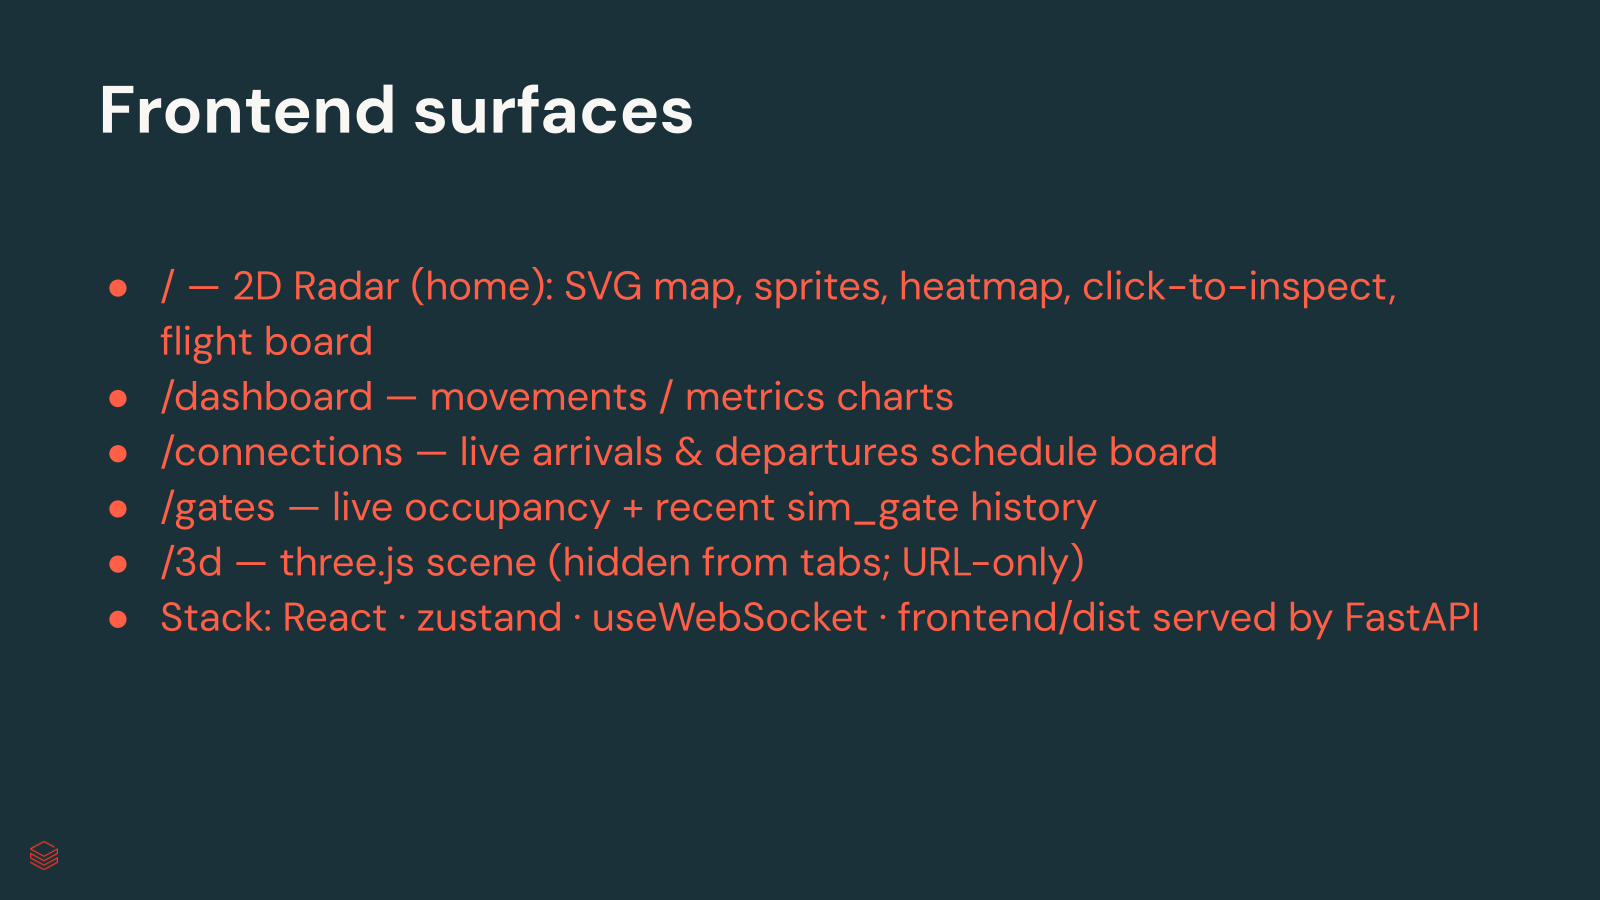 Frontend surfaces
● / — 2D Radar (home): SVG map, sprites, heatmap, click-to-inspect,
flight board
● /dashboard — movements / metrics charts
● /connections — live arrivals & departures schedule board
● /gates — live occupancy + recent sim_gate history
● /3d — three.js scene (hidden from tabs; URL-only)
● Stack: React · zustand · useWebSocket · frontend/dist served by FastAPI